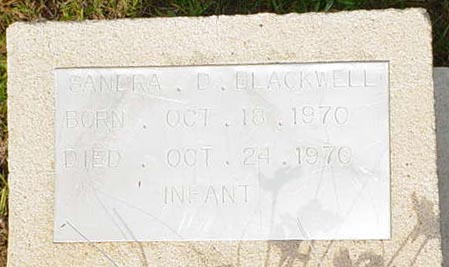 SANDRA . D . BLACKWELL
BORN . OCT . 18 . 1970
DIED . OCT . 24 . 1970
INFANT